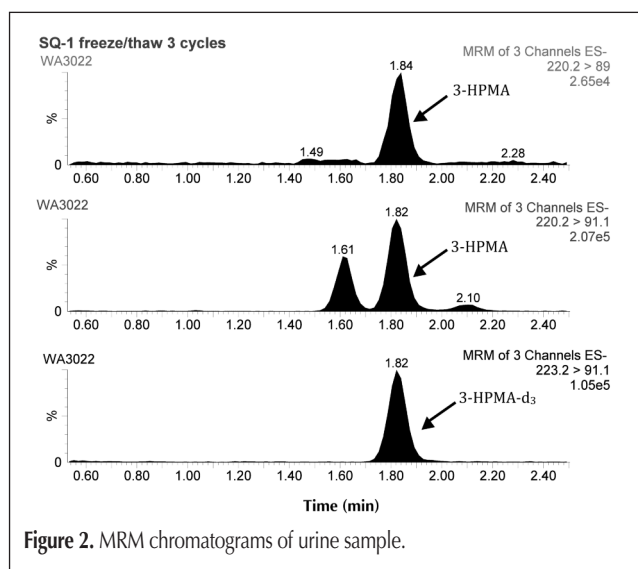 SQ-1 freeze/thaw 3 cycles
WA3022
MRM of 3 Channels ES-
220.2 > 89
2.65e4
1.84
3-HPMA
%
1.49
2.28
0
0.60 0.80 1.00 1.20 1.40 1.60 1.80 2.00 2.20 2.40
WA3022
MRM of 3 Channels ES-
220.2 > 91.1
2.07e5
1.82
3-HPMA
1.61
%
2.10
0
0.60 0.80 1.00 1.20 1.40 1.60 1.80 2.00 2.20 2.40
WA3022
MRM of 3 Channels ES-
223.2 > 91.1
1.05e5
1.82
3-HPMA-d₃
%
0
0.60 0.80 1.00 1.20 1.40 1.60 1.80 2.00 2.20 2.40
Time (min)
Figure 2. MRM chromatograms of urine sample.